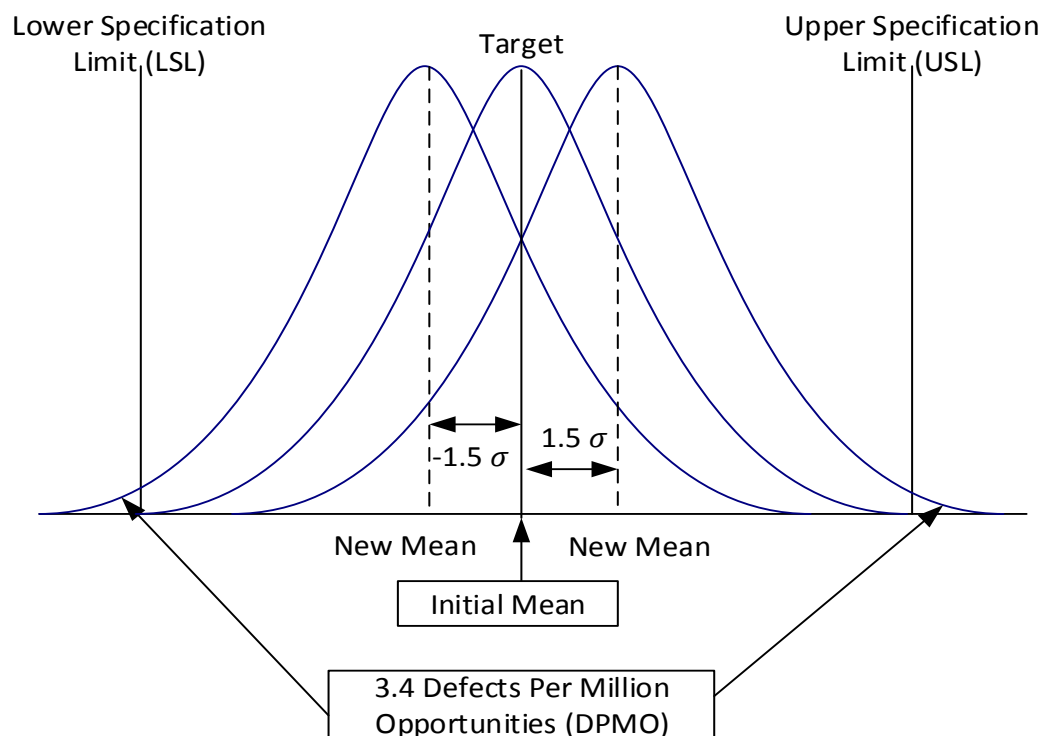 Lower Specification
Limit (LSL)
Target
Upper Specification
Limit (USL)
-1.5 σ
1.5 σ
New Mean
New Mean
Initial Mean
3.4 Defects Per Million
Opportunities (DPMO)